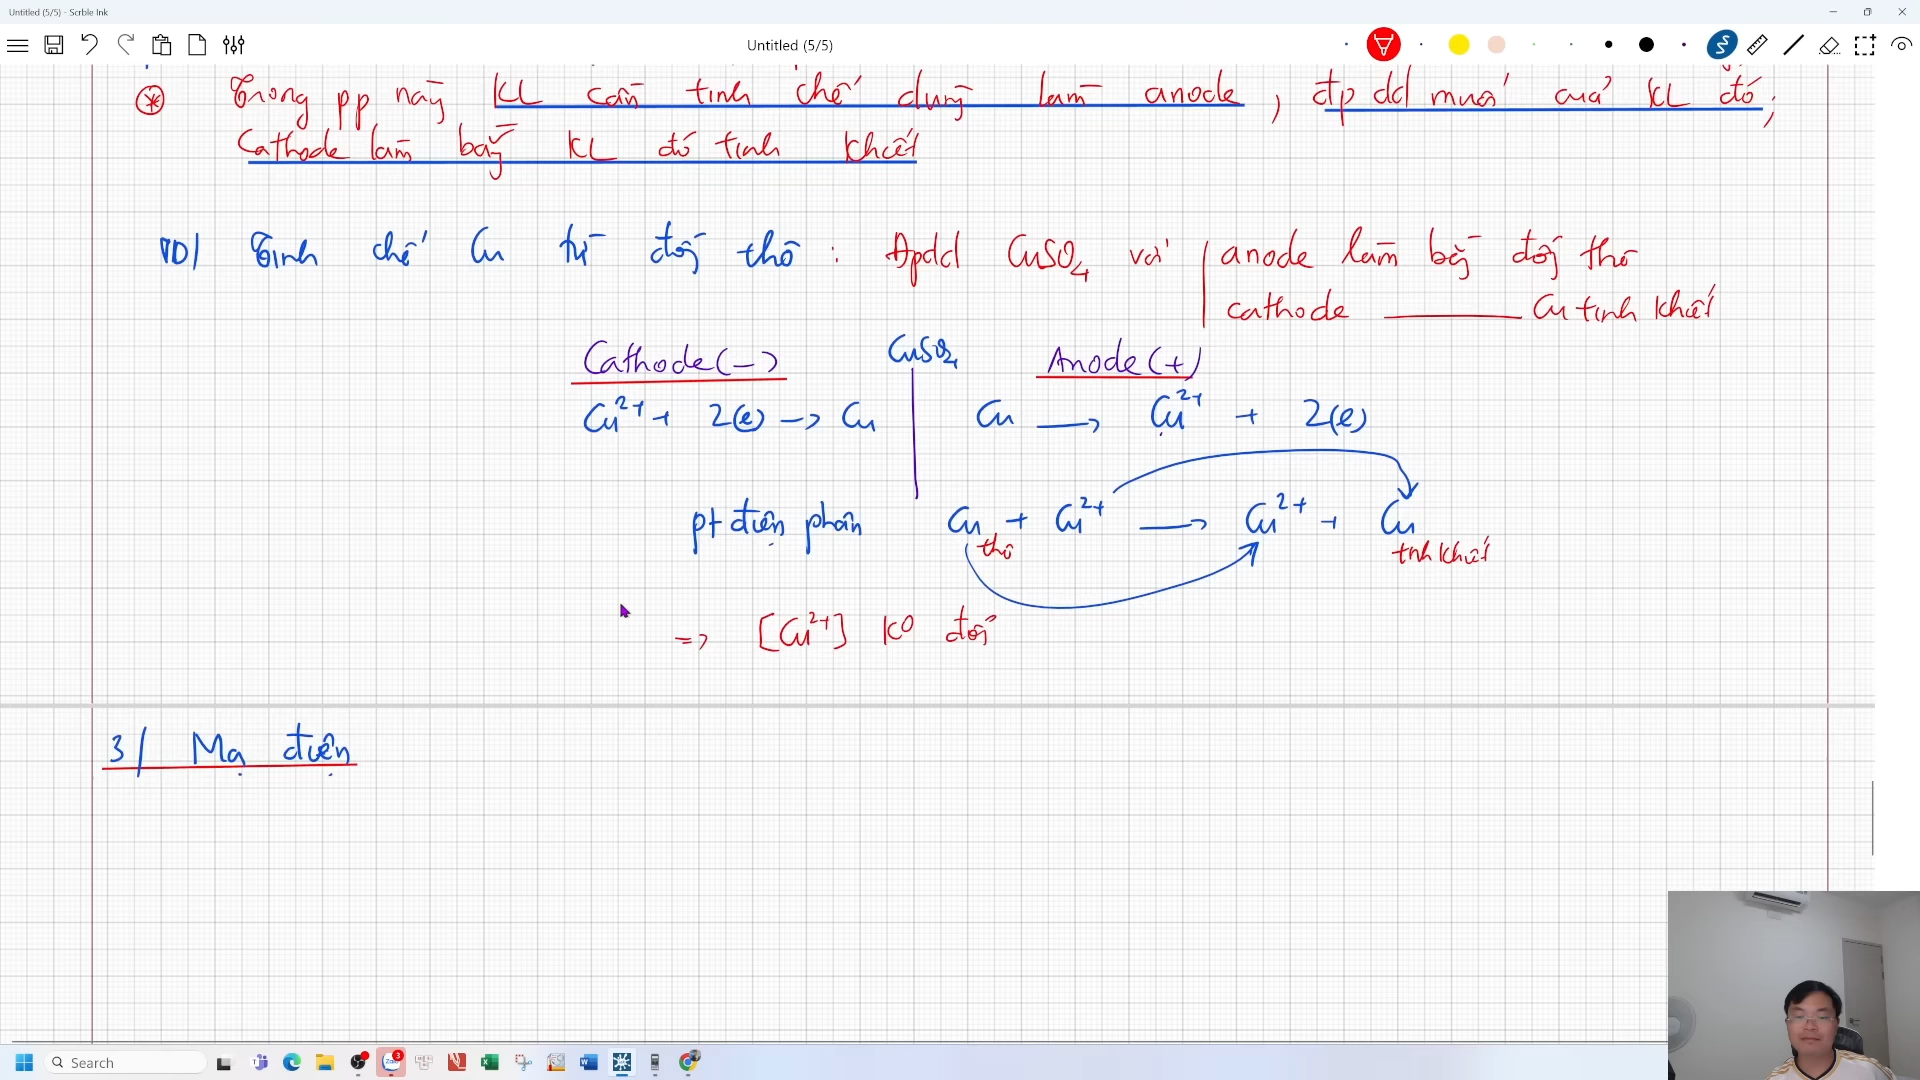 Untitled (5/5) - Scrble Ink
Untitled (5/5)
⊛ Trong pp này KL cần tinh chế dùng làm anode, đp dd muối của KL đó;
Cathode làm bằng KL đó tinh khiết
VD/ Tinh chế Cu từ đồng thô : Đpdd CuSO₄ với | anode làm bằng đồng thô
cathode ——— Cu tinh khiết
Cathode(-) CuSO₄ Anode(+)
Cu²⁺ + 2(e) -> Cu Cu —> Cu²⁺ + 2(e)
pt điện phân Cu + Cu²⁺ —> Cu²⁺ + Cu
thô tinh khiết
=> [Cu²⁺] ko đổi
3/ Mạ điện
Search